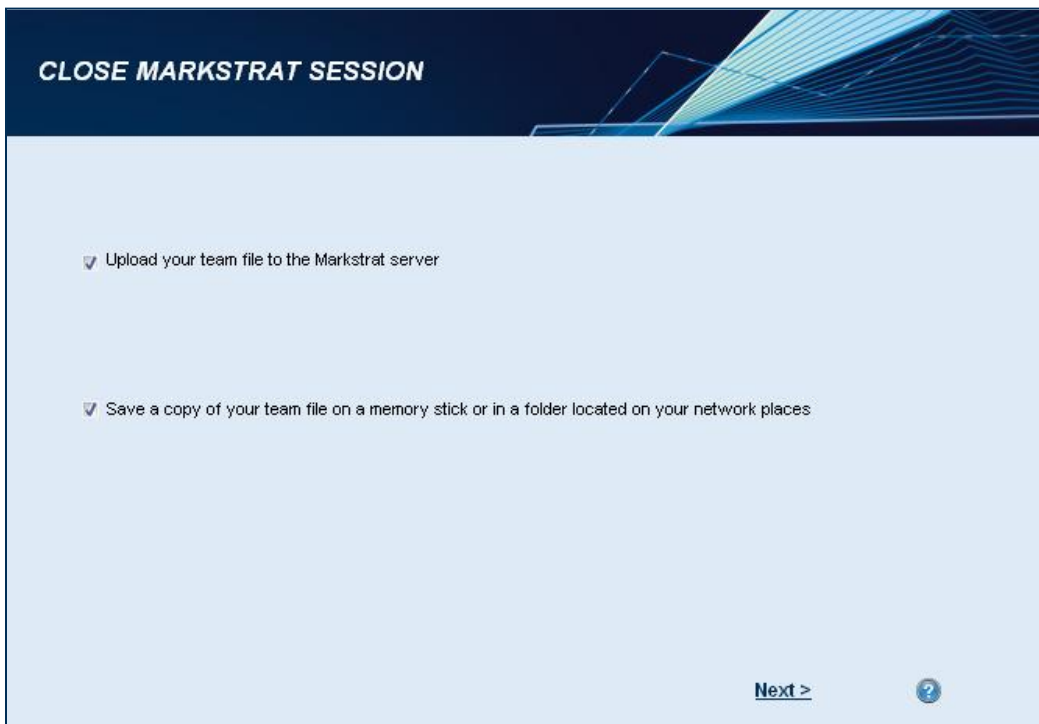 CLOSE MARKSTRAT SESSION
Upload your team file to the Markstrat server
Save a copy of your team file on a memory stick or in a folder located on your network places
Next >
?